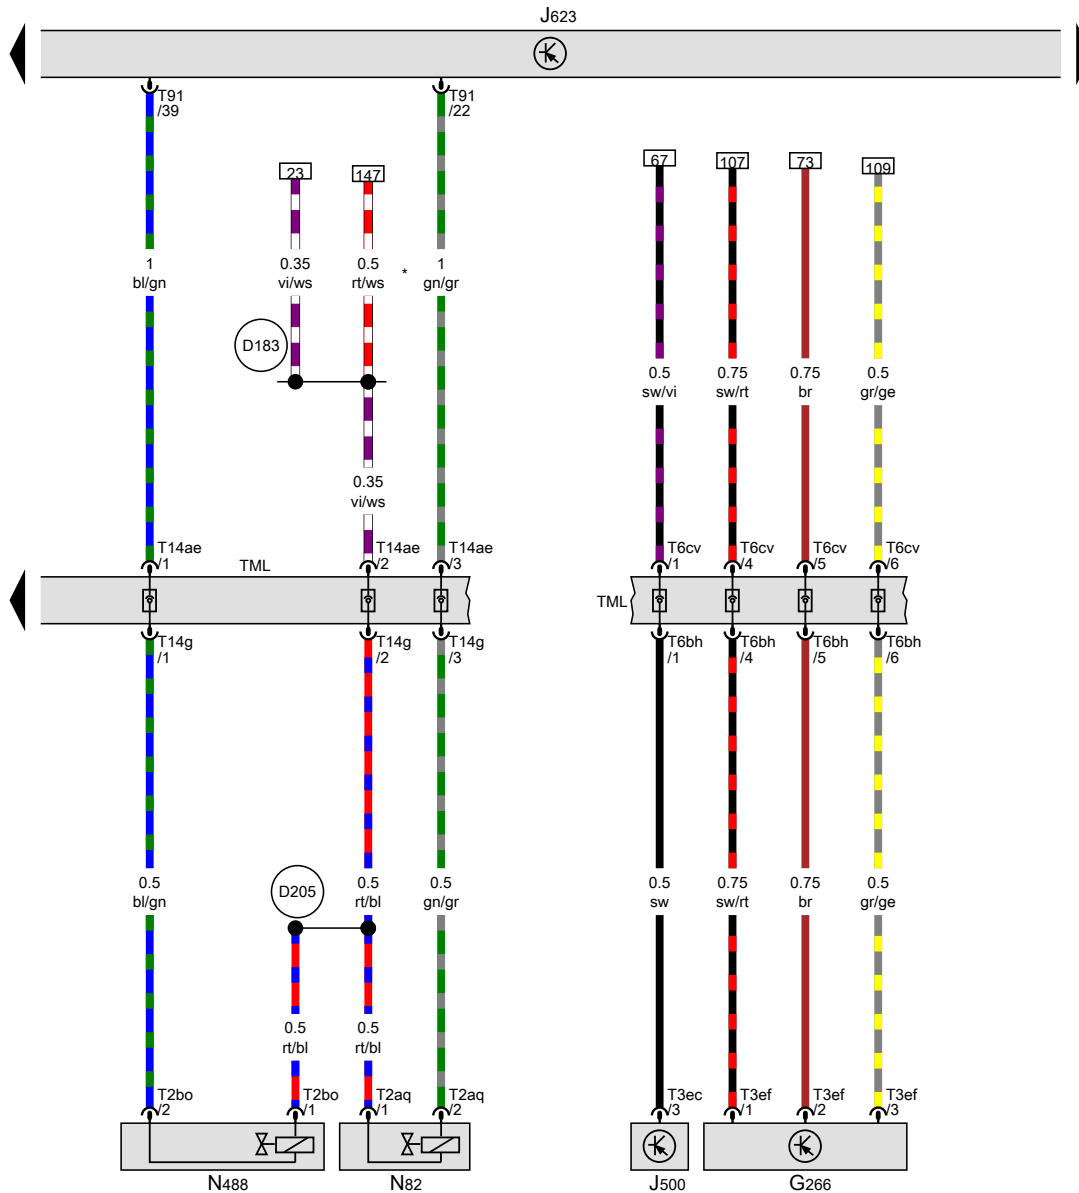 J623
T91
/39
T91
/22
23
147
67
107
73
109
1
bl/gn
0.35
vi/ws
0.5
rt/ws
*
1
gn/gr
D183
0.5
sw/vi
0.75
sw/rt
0.75
br
0.5
gr/ge
0.35
vi/ws
T14ae
/1
TML
T14ae
/2
T14ae
/3
T6cv
/1
T6cv
/4
T6cv
/5
T6cv
/6
TML
T14g
/1
T14g
/2
T14g
/3
T6bh
/1
T6bh
/4
T6bh
/5
T6bh
/6
0.5
bl/gn
D205
0.5
rt/bl
0.5
gn/gr
0.5
sw
0.75
sw/rt
0.75
br
0.5
gr/ge
0.5
rt/bl
0.5
rt/bl
T2bo
/2
T2bo
/1
T2aq
/1
T2aq
/2
T3ec
/3
T3ef
/1
T3ef
/2
T3ef
/3
N488
N82
J500
G266